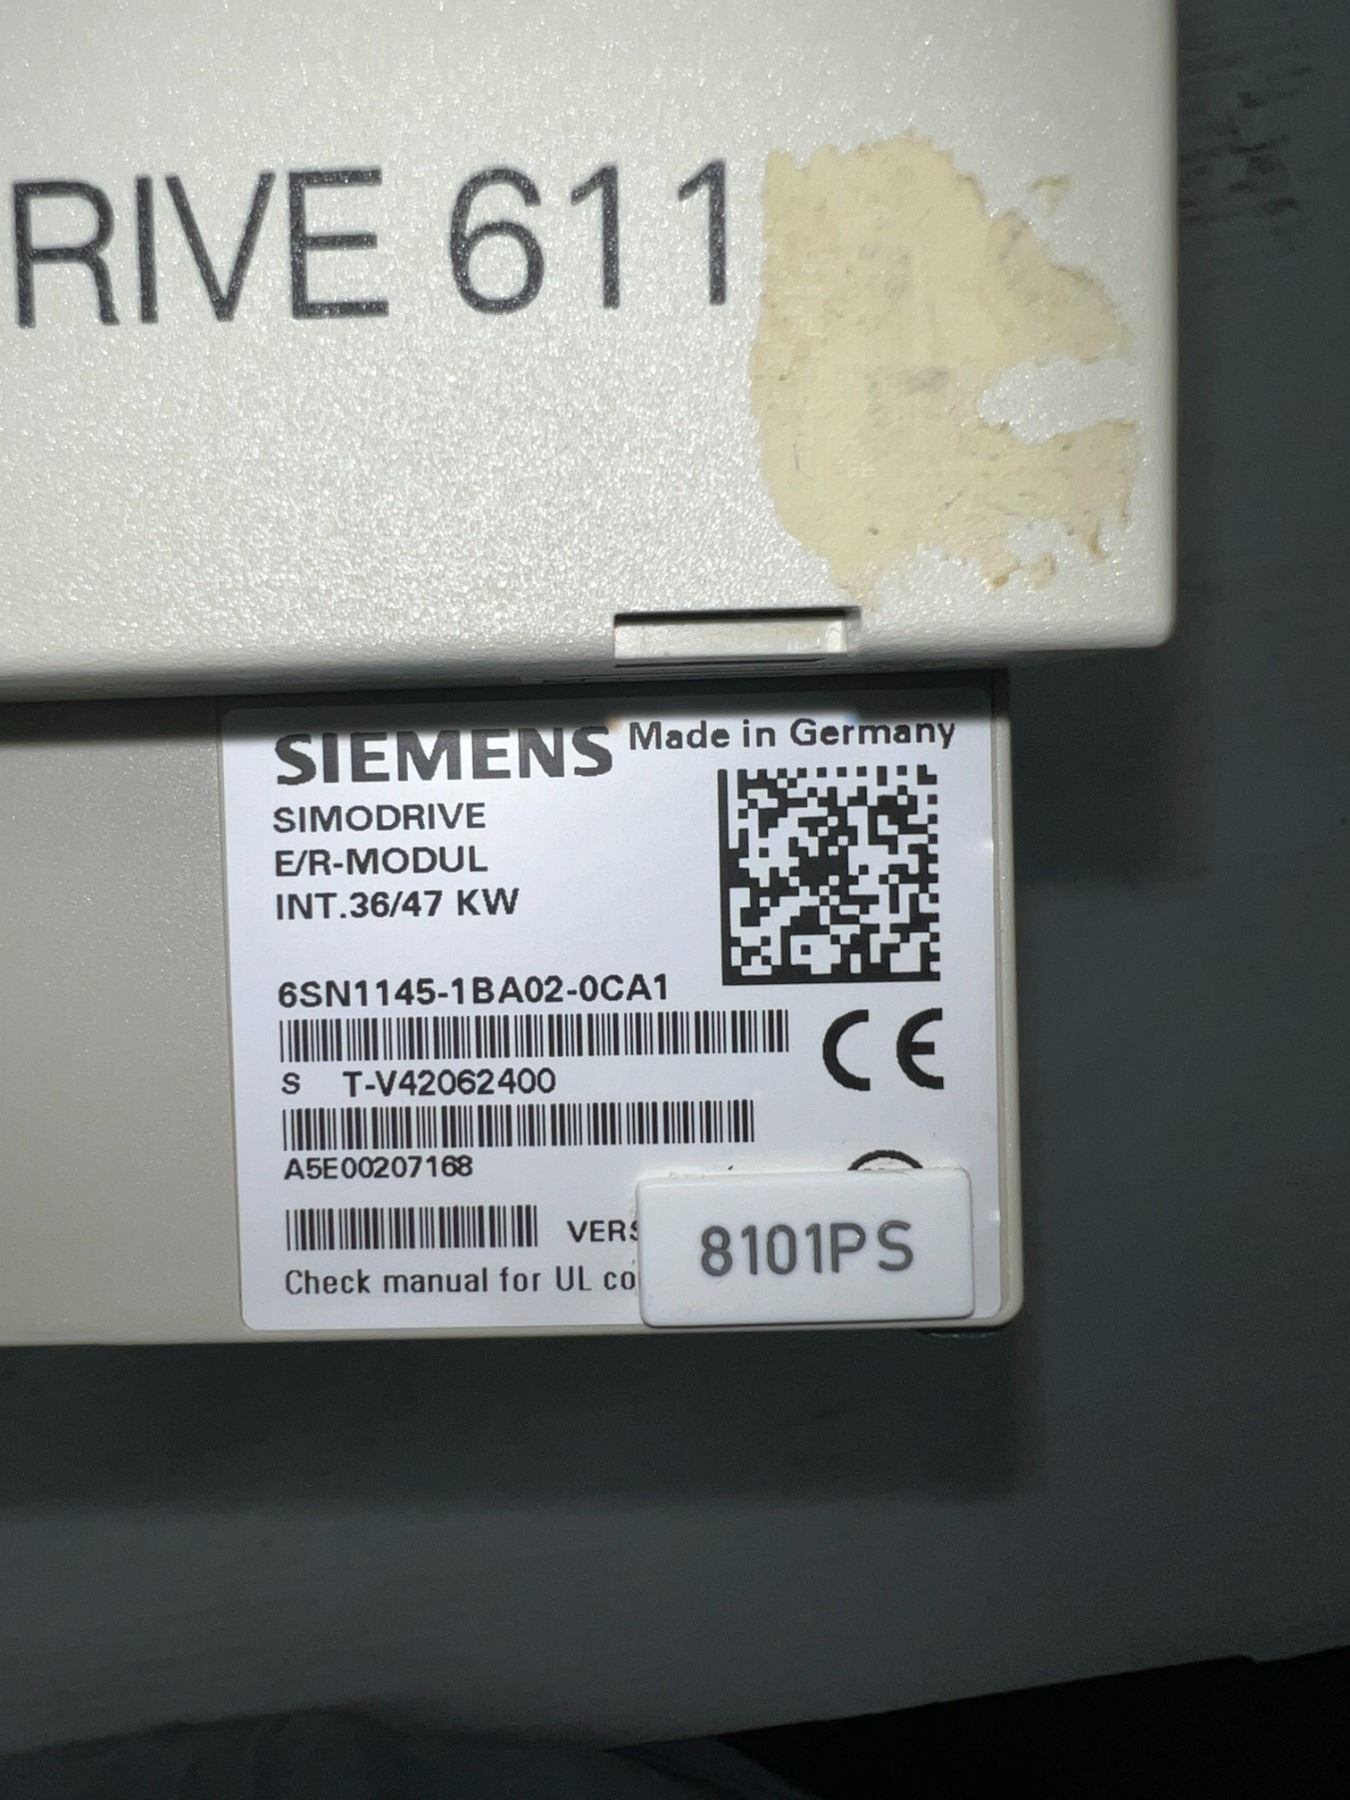 RIVE 611
SIEMENS Made in Germany
SIMODRIVE
E/R-MODUL
INT.36/47 KW
6SN1145-1BA02-0CA1
S T-V42062400
A5E00207168
VERS
Check manual for UL co
8101PS